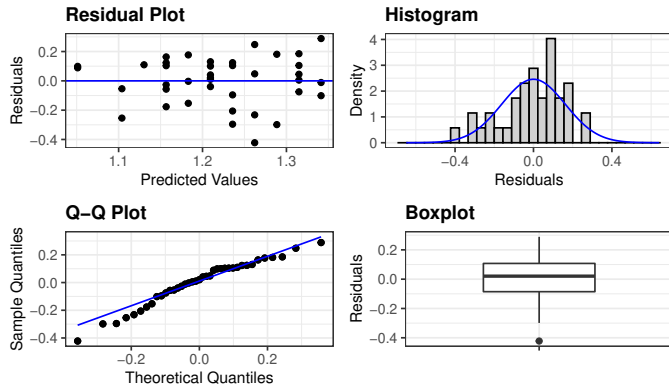 Residual Plot
Residuals
0.2
0.0
−0.2
−0.4
1.1 1.2 1.3
Predicted Values
Histogram
Density
4
3
2
1
0
−0.4 0.0 0.4
Residuals
Q−Q Plot
Sample Quantiles
0.2
0.0
−0.2
−0.4
−0.2 0.0 0.2
Theoretical Quantiles
Boxplot
Residuals
0.2
0.0
−0.2
−0.4